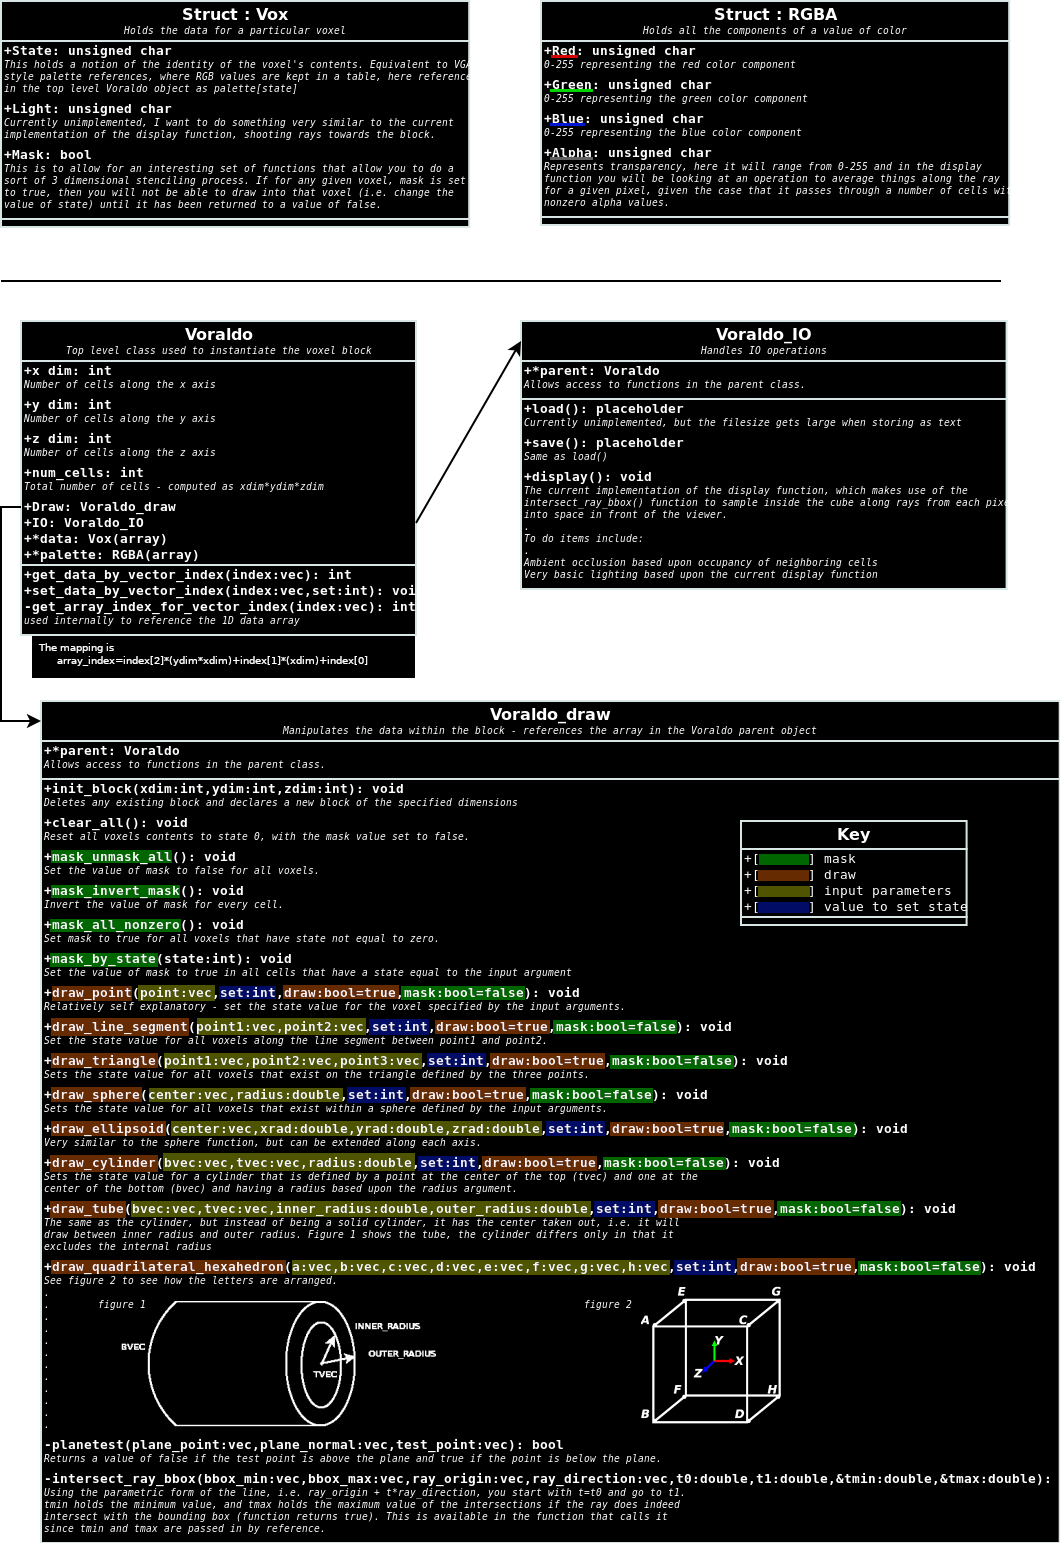 Struct : Vox
Holds the data for a particular voxel
+State: unsigned char
This holds a notion of the identity of the voxel's contents. Equivalent to VGA
style palette references, where RGB values are kept in a table, here reference
in the top level Voraldo object as palette[state]
+Light: unsigned char
Currently unimplemented, I want to do something very similar to the current
implementation of the display function, shooting rays towards the block.
+Mask: bool
This is to allow for an interesting set of functions that allow you to do a
sort of 3 dimensional stenciling process. If for any given voxel, mask is set
to true, then you will not be able to draw into that voxel (i.e. change the
value of state) until it has been returned to a value of false.
Struct : RGBA
Holds all the components of a value of color
+Red: unsigned char
0-255 representing the red color component
+Green: unsigned char
0-255 representing the green color component
+Blue: unsigned char
0-255 representing the blue color component
+Alpha: unsigned char
Represents transparency, here it will range from 0-255 and in the display
function you will be looking at an operation to average things along the ray
for a given pixel, given the case that it passes through a number of cells wit
nonzero alpha values.
Voraldo
Top level class used to instantiate the voxel block
+x dim: int
Number of cells along the x axis
+y dim: int
Number of cells along the y axis
+z dim: int
Number of cells along the z axis
+num_cells: int
Total number of cells - computed as xdim*ydim*zdim
+Draw: Voraldo_draw
+IO: Voraldo_IO
+*data: Vox(array)
+*palette: RGBA(array)
+get_data_by_vector_index(index:vec): int
+set_data_by_vector_index(index:vec,set:int): voi
-get_array_index_for_vector_index(index:vec): int
used internally to reference the 1D data array
The mapping is
array_index=index[2]*(ydim*xdim)+index[1]*(xdim)+index[0]
Voraldo_IO
Handles IO operations
+*parent: Voraldo
Allows access to functions in the parent class.
+load(): placeholder
Currently unimplemented, but the filesize gets large when storing as text
+save(): placeholder
Same as load()
+display(): void
The current implementation of the display function, which makes use of the
intersect_ray_bbox() function to sample inside the cube along rays from each pixe
into space in front of the viewer.
.
To do items include:
.
Ambient occlusion based upon occupancy of neighboring cells
Very basic lighting based upon the current display function
Voraldo_draw
Manipulates the data within the block - references the array in the Voraldo parent object
+*parent: Voraldo
Allows access to functions in the parent class.
+init_block(xdim:int,ydim:int,zdim:int): void
Deletes any existing block and declares a new block of the specified dimensions
+clear_all(): void
Reset all voxels contents to state 0, with the mask value set to false.
+mask_unmask_all(): void
Set the value of mask to false for all voxels.
+mask_invert_mask(): void
Invert the value of mask for every cell.
+mask_all_nonzero(): void
Set mask to true for all voxels that have state not equal to zero.
+mask_by_state(state:int): void
Set the value of mask to true in all cells that have a state equal to the input argument
Key
+[ ] mask
+[ ] draw
+[ ] input parameters
+[ ] value to set state
+draw_point(point:vec,set:int,draw:bool=true,mask:bool=false): void
Relatively self explanatory - set the state value for the voxel specified by the input arguments.
+draw_line_segment(point1:vec,point2:vec,set:int,draw:bool=true,mask:bool=false): void
Set the state value for all voxels along the line segment between point1 and point2.
+draw_triangle(point1:vec,point2:vec,point3:vec,set:int,draw:bool=true,mask:bool=false): void
Sets the state value for all voxels that exist on the triangle defined by the three points.
+draw_sphere(center:vec,radius:double,set:int,draw:bool=true,mask:bool=false): void
Sets the state value for all voxels that exist within a sphere defined by the input arguments.
+draw_ellipsoid(center:vec,xrad:double,yrad:double,zrad:double,set:int,draw:bool=true,mask:bool=false): void
Very similar to the sphere function, but can be extended along each axis.
+draw_cylinder(bvec:vec,tvec:vec,radius:double,set:int,draw:bool=true,mask:bool=false): void
Sets the state value for a cylinder that is defined by a point at the center of the top (tvec) and one at the
center of the bottom (bvec) and having a radius based upon the radius argument.
+draw_tube(bvec:vec,tvec:vec,inner_radius:double,outer_radius:double,set:int,draw:bool=true,mask:bool=false): void
The same as the cylinder, but instead of being a solid cylinder, it has the center taken out, i.e. it will
draw between inner radius and outer radius. Figure 1 shows the tube, the cylinder differs only in that it
excludes the internal radius
+draw_quadrilateral_hexahedron(a:vec,b:vec,c:vec,d:vec,e:vec,f:vec,g:vec,h:vec,set:int,draw:bool=true,mask:bool=false): void
See figure 2 to see how the letters are arranged.
.
.
.
.
.
.
.
.
.
.
.
.
figure 1
BVEC
INNER_RADIUS
OUTER_RADIUS
TVEC
figure 2
E
G
A
C
Y
X
Z
F
H
B
D
-planetest(plane_point:vec,plane_normal:vec,test_point:vec): bool
Returns a value of false if the test point is above the plane and true if the point is below the plane.
-intersect_ray_bbox(bbox_min:vec,bbox_max:vec,ray_origin:vec,ray_direction:vec,t0:double,t1:double,&tmin:double,&tmax:double):
Using the parametric form of the line, i.e. ray_origin + t*ray_direction, you start with t=t0 and go to t1.
tmin holds the minimum value, and tmax holds the maximum value of the intersections if the ray does indeed
intersect with the bounding box (function returns true). This is available in the function that calls it
since tmin and tmax are passed in by reference.